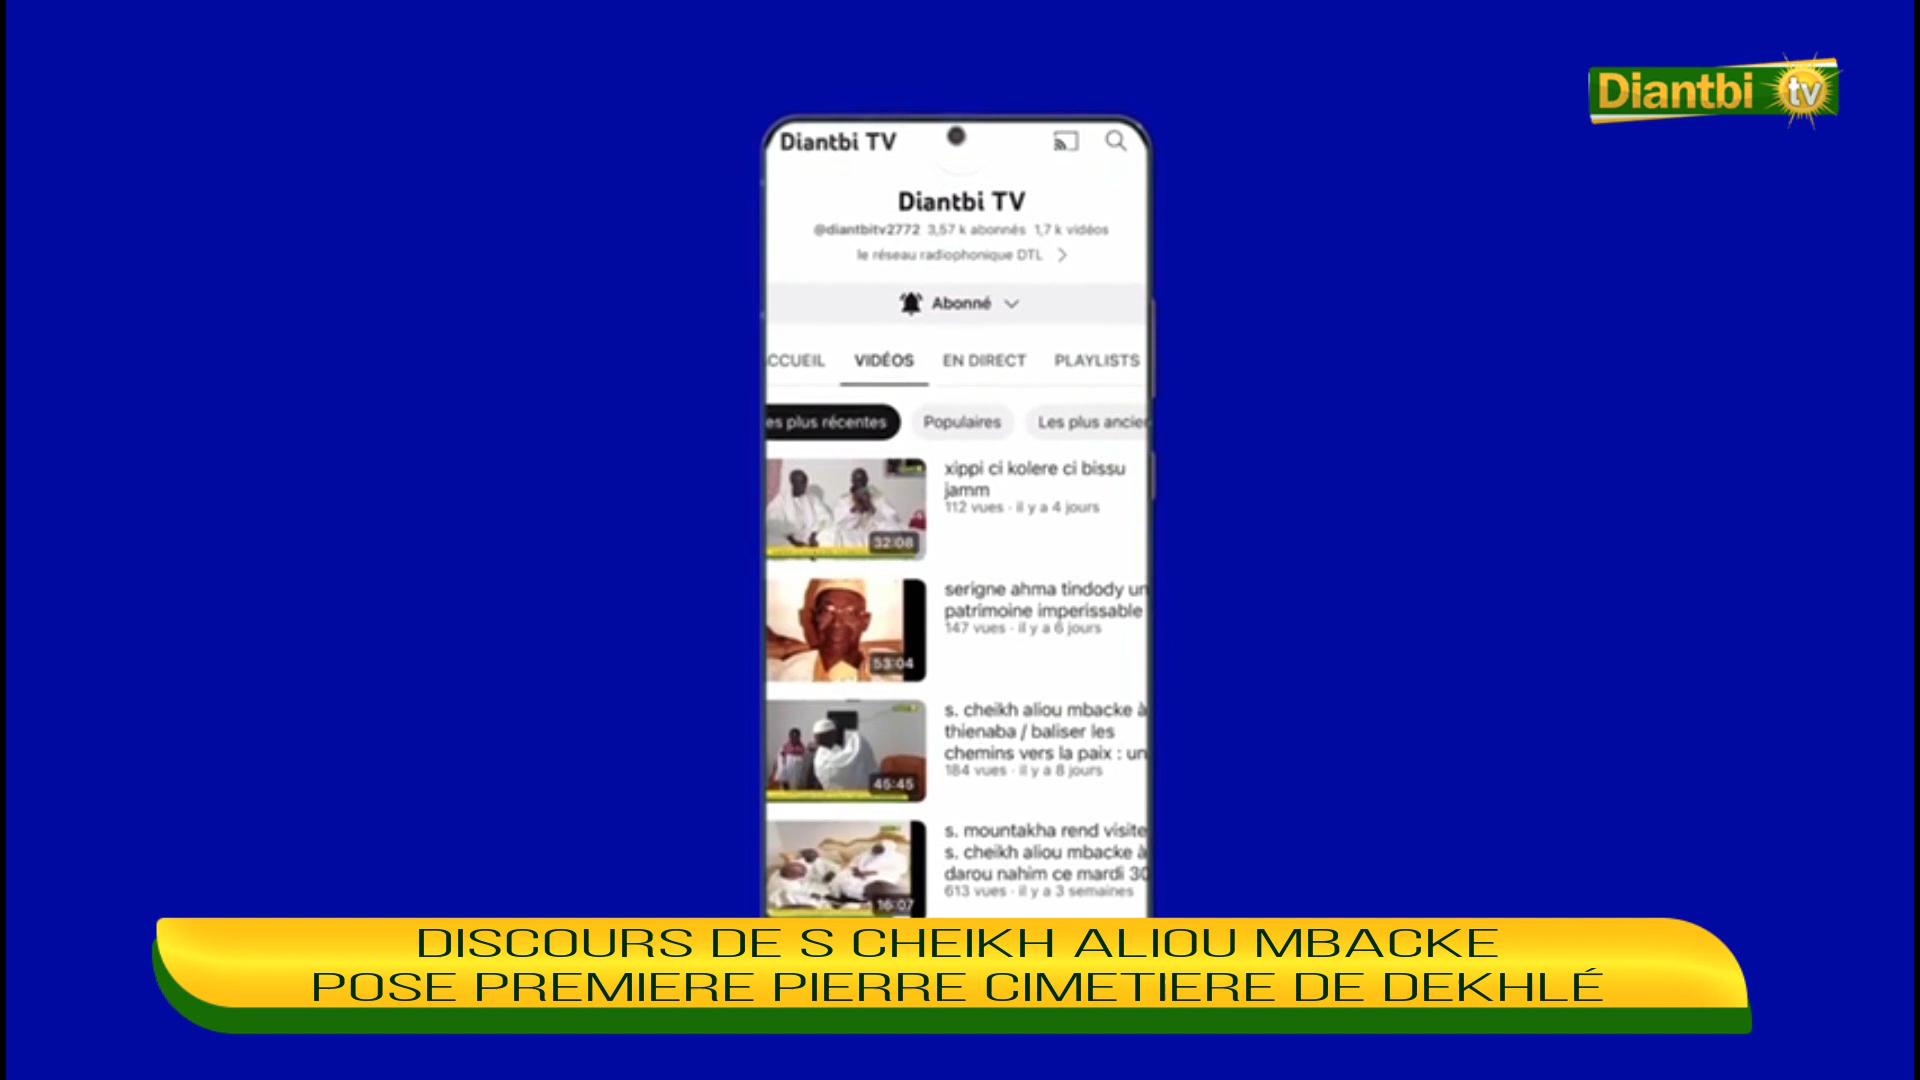 Diantbi tv
Diantbi TV
Diantbi TV
@diantbitv2772 3,57 k abonnés 1,7 k vidéos
le réseau radiophonique DTL
Abonné
CCUEIL VIDÉOS EN DIRECT PLAYLISTS
es plus récentes Populaires Les plus ancien
xippi ci kolere ci bissu
jamm
112 vues · il y a 4 jours
32:08
serigne ahma tindody un
patrimoine imperissable
147 vues · il y a 6 jours
53:04
s. cheikh aliou mbacke à
thienaba / baliser les
chemins vers la paix : un
184 vues · il y a 8 jours
45:45
s. mountakha rend visite
s. cheikh aliou mbacke à
darou nahim ce mardi 30
613 vues · il y a 3 semaines
16:07
DISCOURS DE S CHEIKH ALIOU MBACKE
POSE PREMIERE PIERRE CIMETIERE DE DEKHLÉ